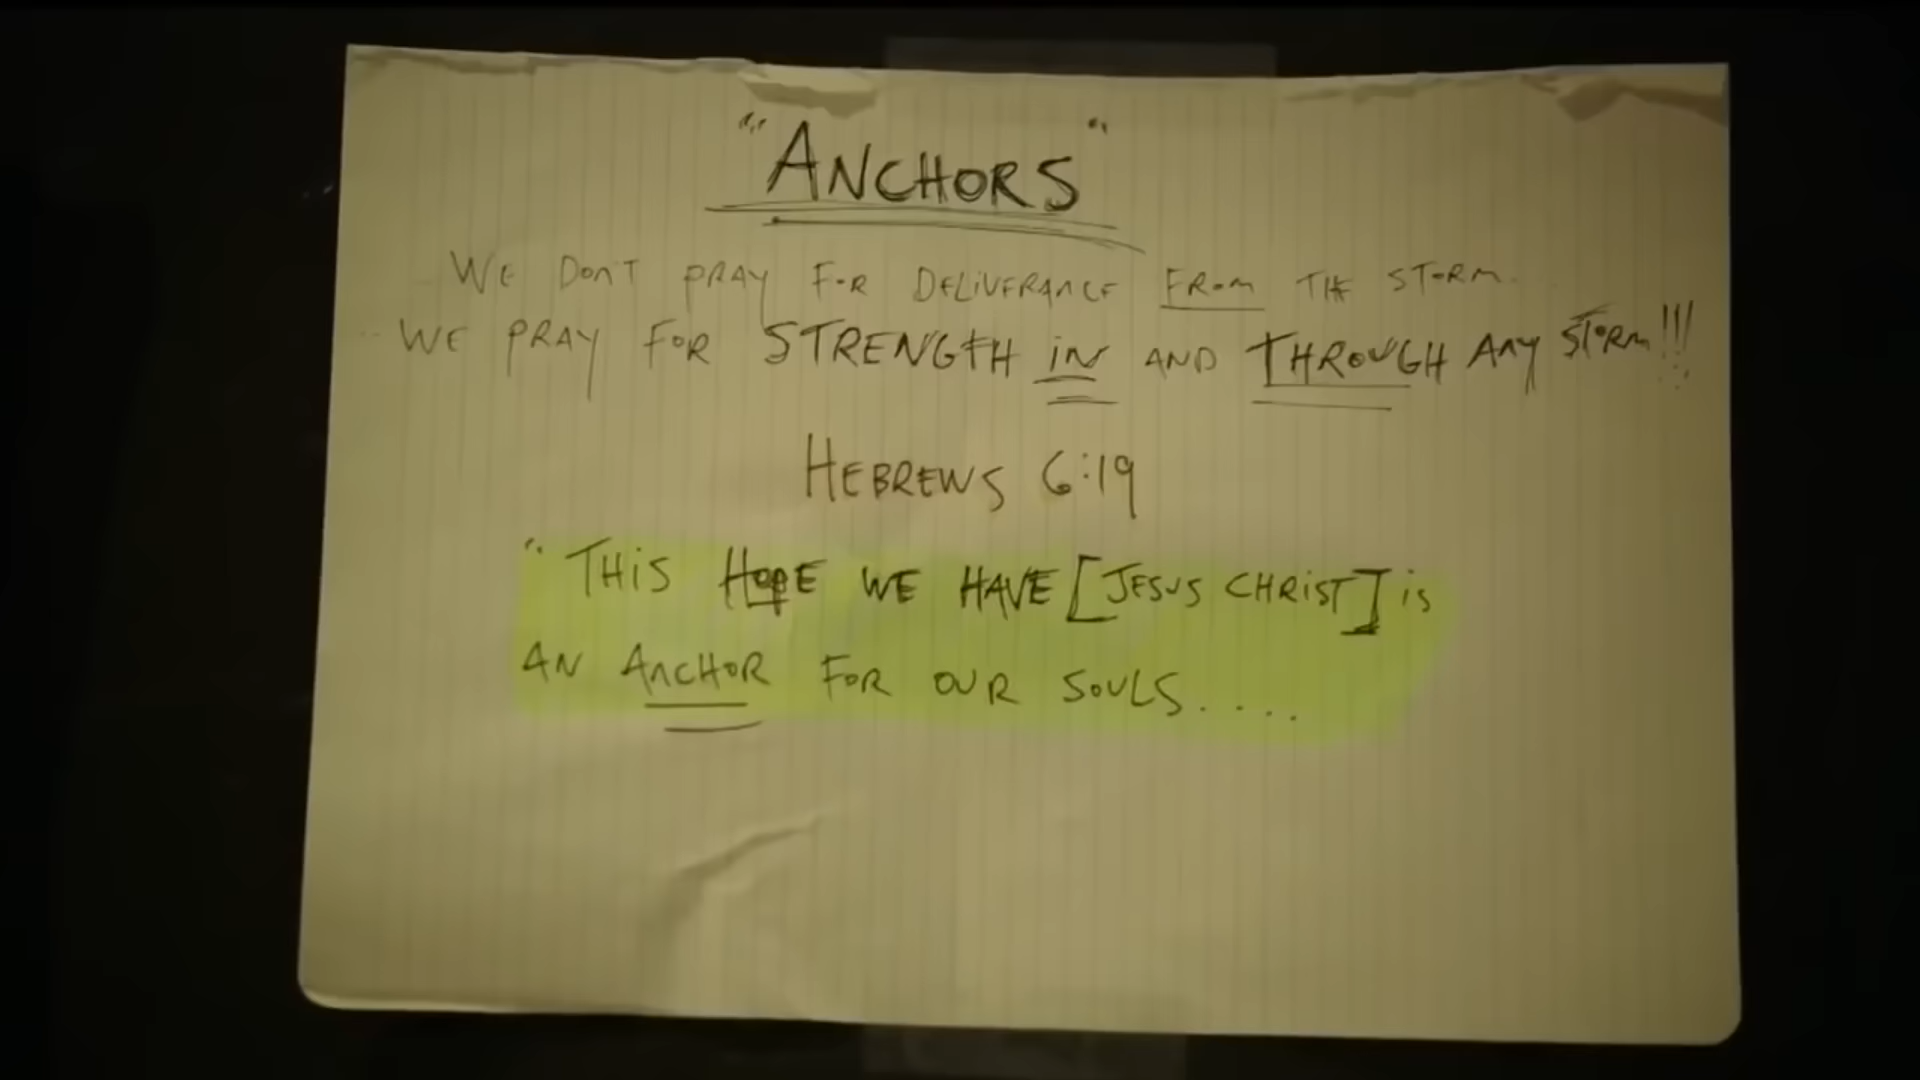 "ANCHORS"
WE DON'T PRAY FOR DELIVERANCE FROM THE STORM.
WE PRAY FOR STRENGTH IN AND THROUGH ANY STORM!!!
HEBREWS 6:19
"THIS HOPE WE HAVE [JESUS CHRIST] is
AN ANCHOR FOR OUR SOULS....